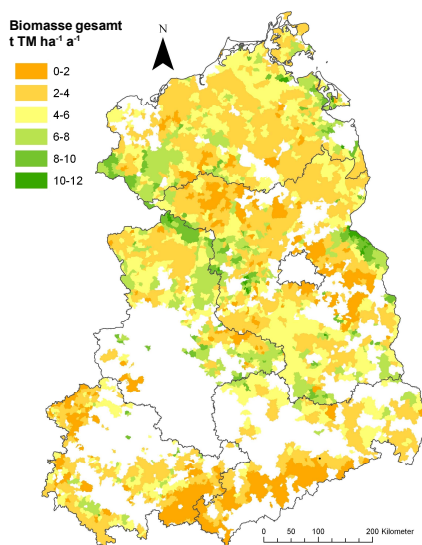 Biomasse gesamt
t TM ha⁻¹ a⁻¹
N
0-2
2-4
4-6
6-8
8-10
10-12
0 50 100 200 Kilometer